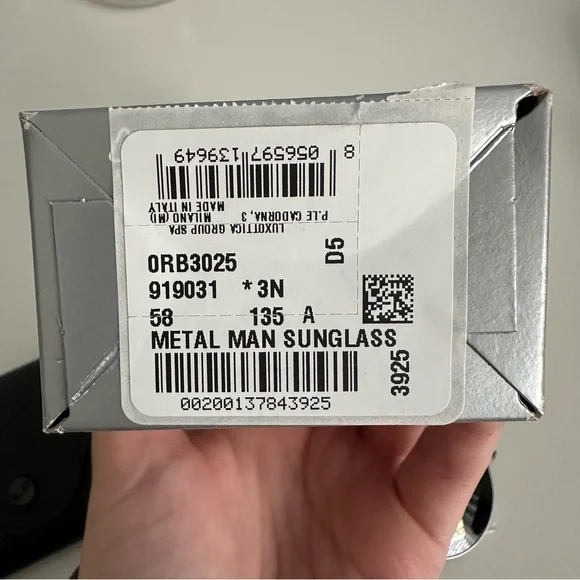 8 056597 139649
MADE IN ITALY
MILANO (MI)
P.LE CADORNA, 3
LUXOTTICA GROUP SPA
D5
0RB3025
919031 *3N
58 135 A
METAL MAN SUNGLASS
00200137843925
3925